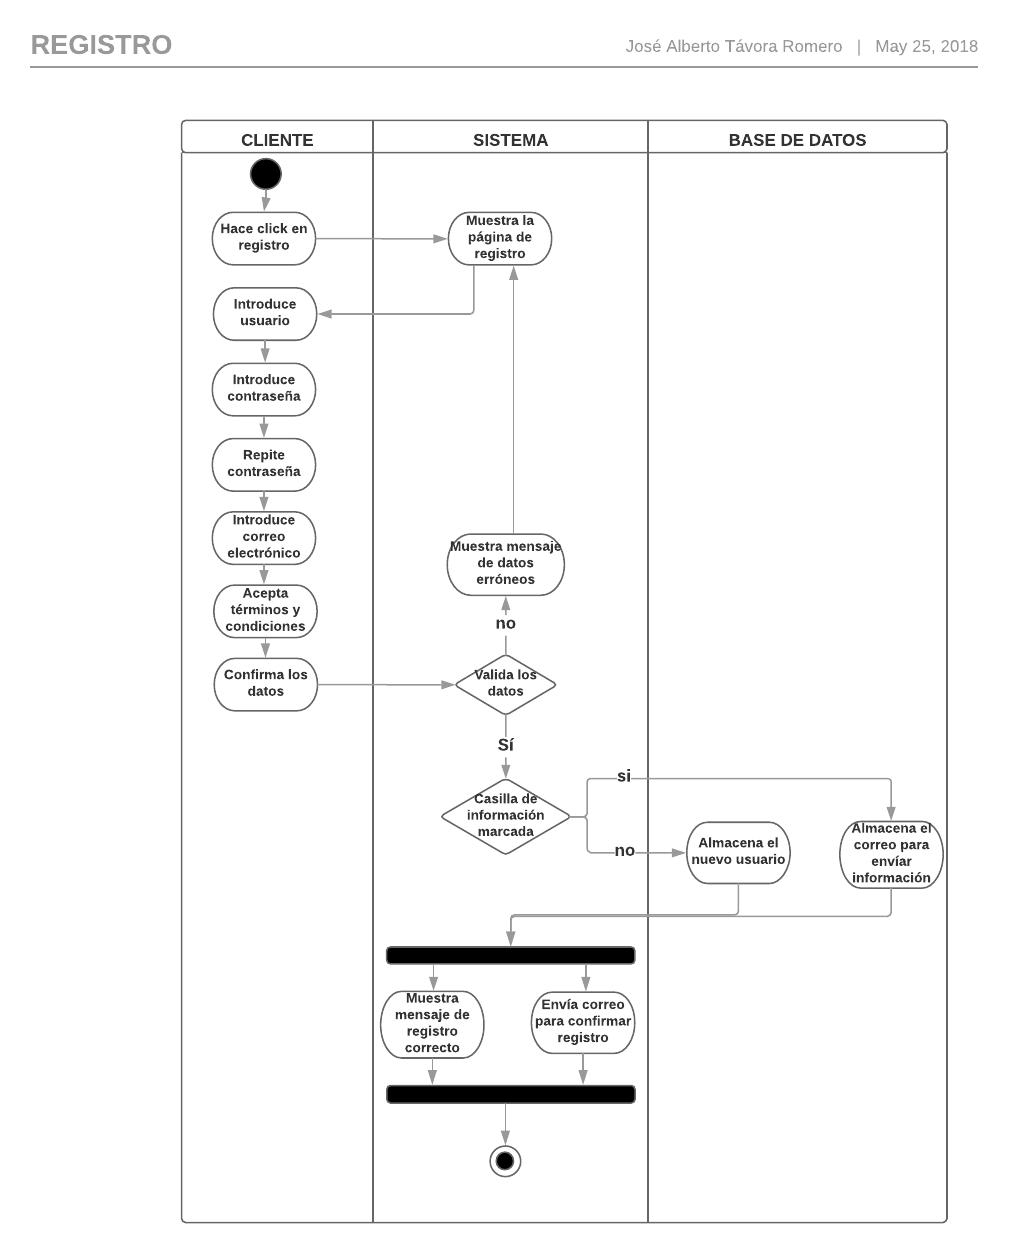 REGISTRO
José Alberto Távora Romero | May 25, 2018
CLIENTE
SISTEMA
BASE DE DATOS
Hace click en
registro
Muestra la
página de
registro
Introduce
usuario
Introduce
contraseña
Repite
contraseña
Introduce
correo
electrónico
Acepta
términos y
condiciones
Confirma los
datos
Muestra mensaje
de datos
erróneos
no
Valida los
datos
Sí
Casilla de
información
marcada
si
no
Almacena el
nuevo usuario
Almacena el
correo para
envíar
información
Muestra
mensaje de
registro
correcto
Envía correo
para confirmar
registro